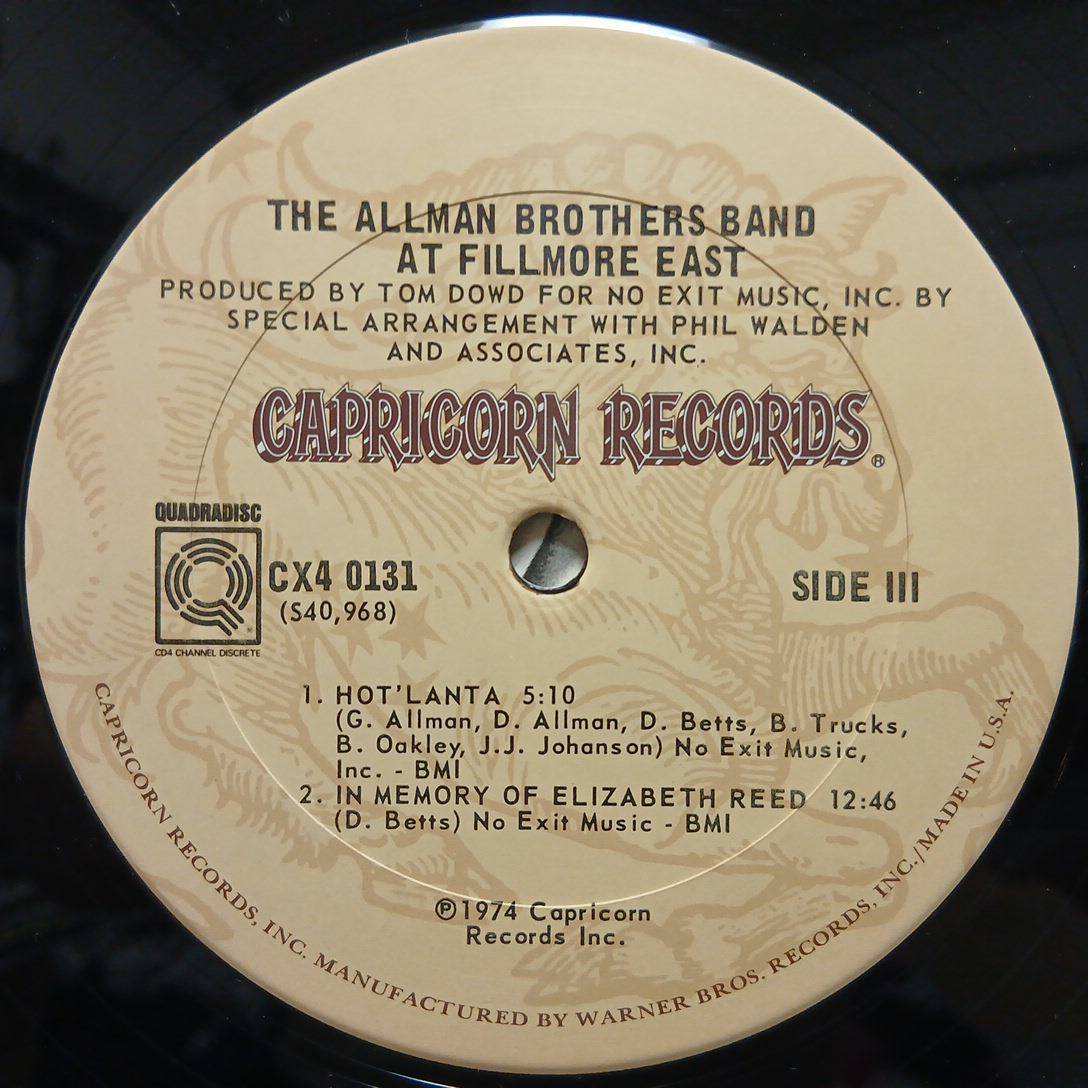 THE ALLMAN BROTHERS BAND
AT FILLMORE EAST
PRODUCED BY TOM DOWD FOR NO EXIT MUSIC, INC. BY
SPECIAL ARRANGEMENT WITH PHIL WALDEN
AND ASSOCIATES, INC.
CAPRICORN RECORDS®
QUADRADISC
CX4 0131
(S40,968)
CD4 CHANNEL DISCRETE
SIDE III
1. HOT'LANTA 5:10
(G. Allman, D. Allman, D. Betts, B. Trucks,
B. Oakley, J.J. Johanson) No Exit Music,
Inc. - BMI
2. IN MEMORY OF ELIZABETH REED 12:46
(D. Betts) No Exit Music - BMI
℗1974 Capricorn
Records Inc.
CAPRICORN RECORDS, INC. MANUFACTURED BY WARNER BROS. RECORDS, INC./MADE IN U.S.A.